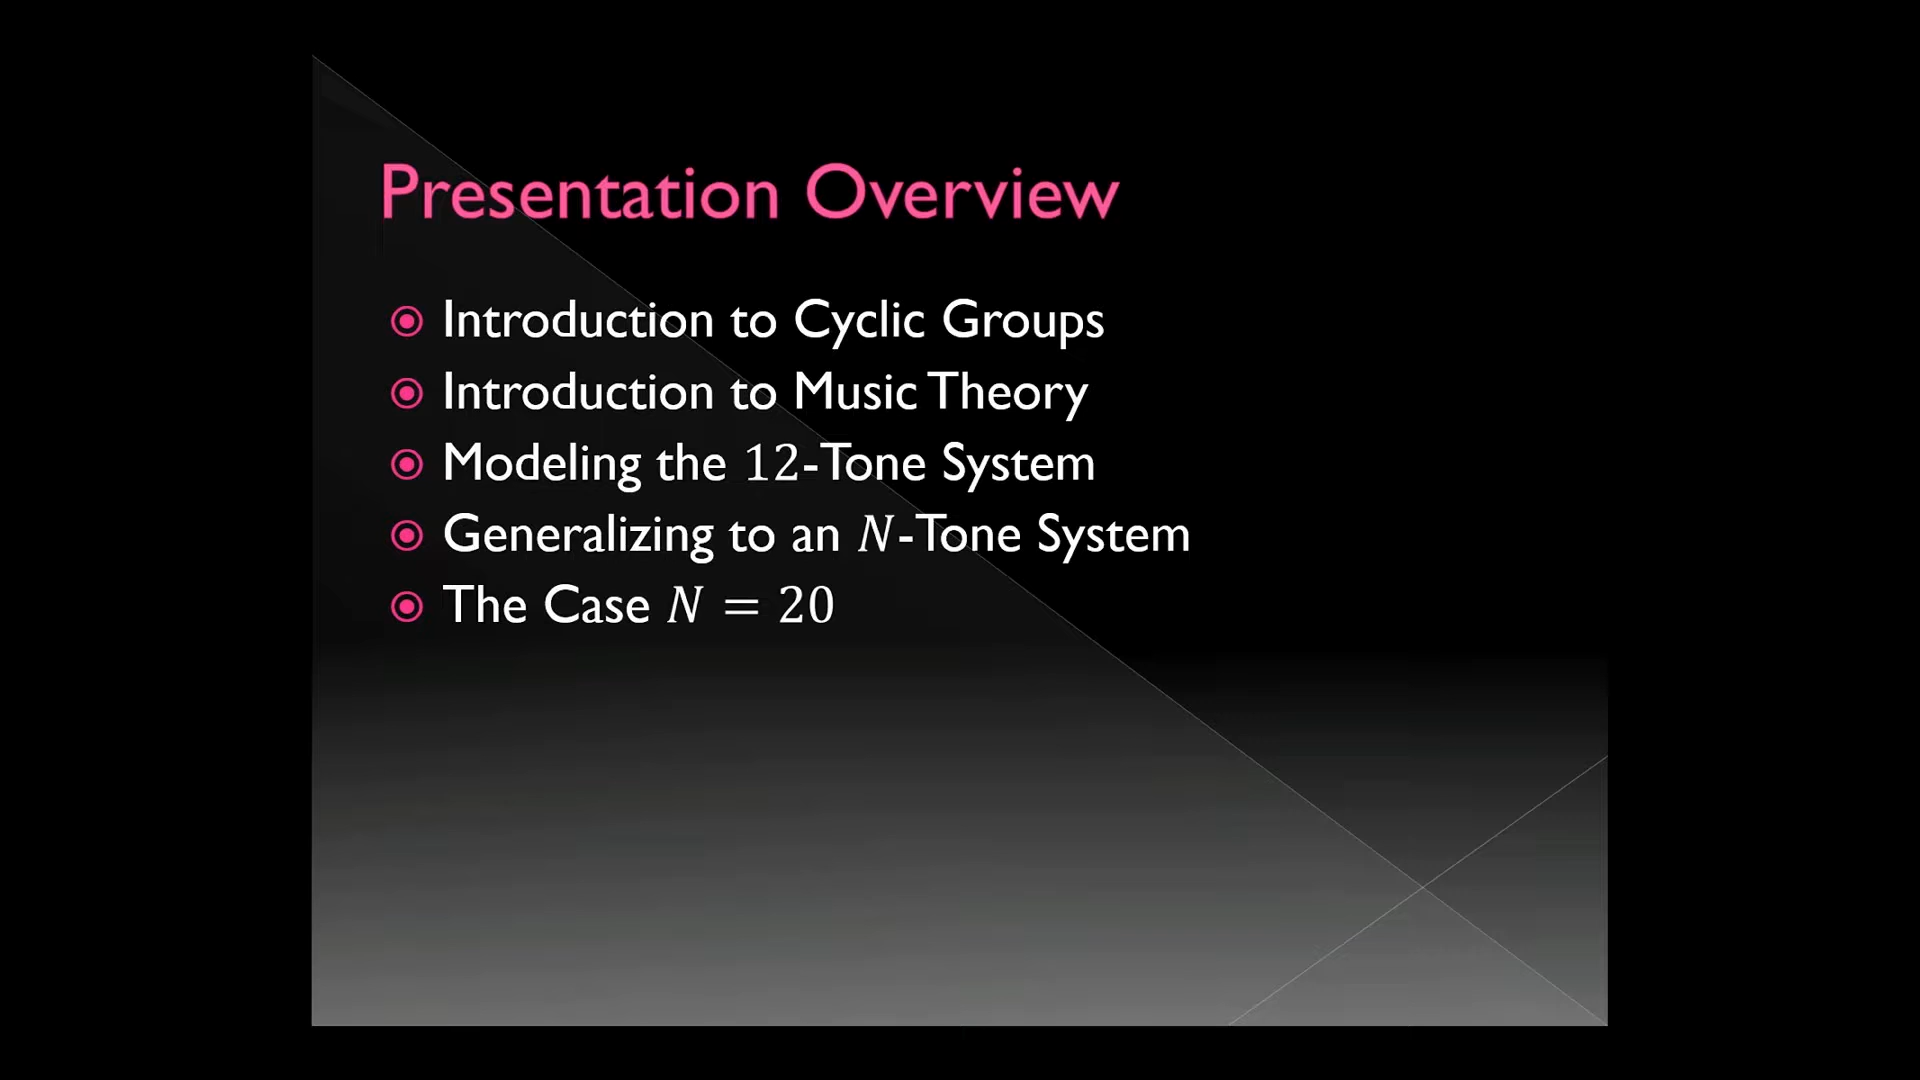 Presentation Overview
Introduction to Cyclic Groups
Introduction to Music Theory
Modeling the 12-Tone System
Generalizing to an N-Tone System
The Case N = 20